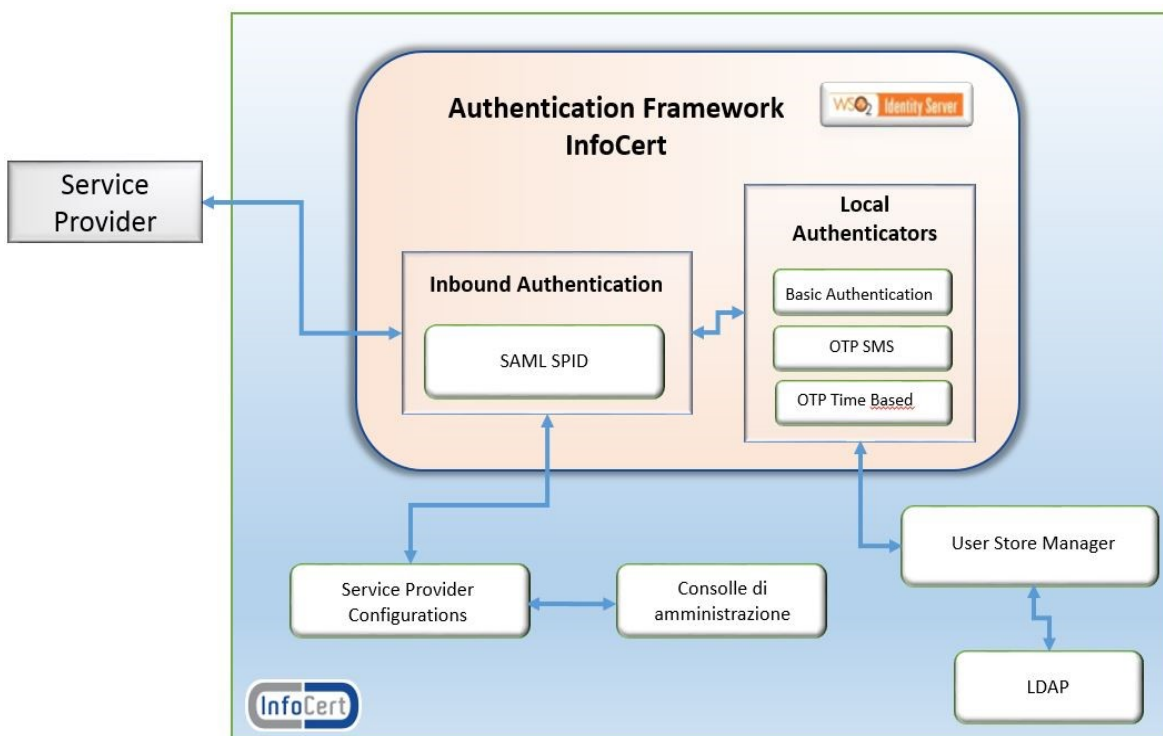 Authentication Framework
InfoCert
WSO2 Identity Server
Service
Provider
Local
Authenticators
Inbound Authentication
Basic Authentication
SAML SPID
OTP SMS
OTP Time Based
User Store Manager
Service Provider
Configurations
Consolle di
amministrazione
LDAP
InfoCert